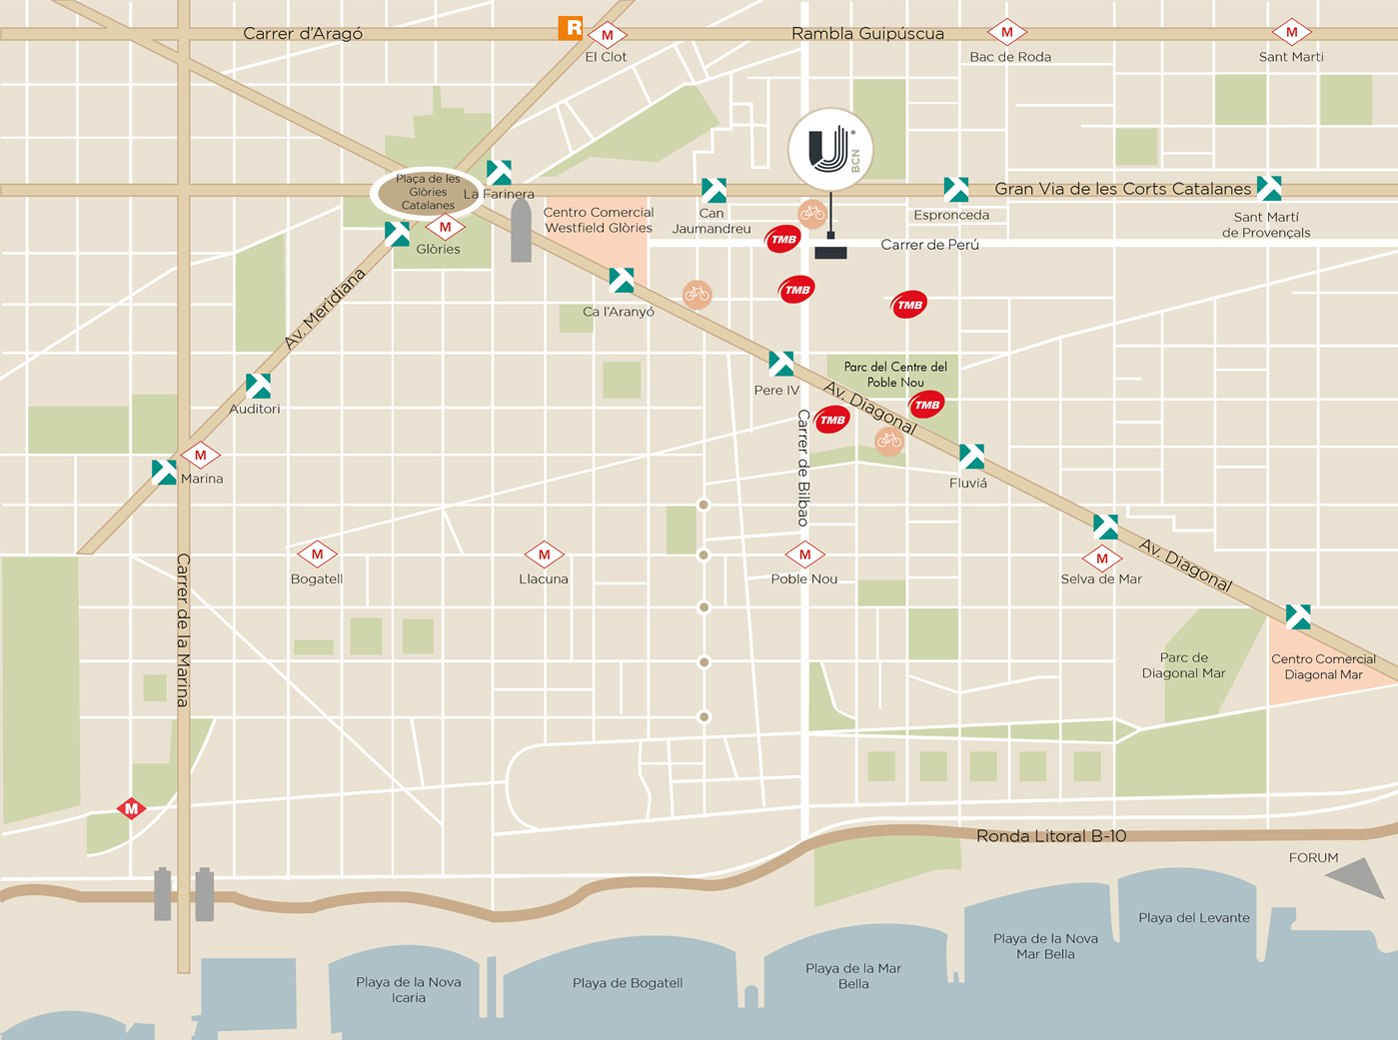 Carrer d'Aragó
R
M
El Clot
Rambla Guipúscua
M
Bac de Roda
M
Sant Marti
U
BCN
®
Plaça de les
Glòries
Catalanes
La Farinera
M
Glòries
Centro Comercial
Westfield Glòries
Can
Jaumandreu
Espronceda
Gran Via de les Corts Catalanes
Sant Martí
de Provençals
TMB
Carrer de Perú
TMB
TMB
Ca l'Aranyó
Av. Meridiana
Auditori
Pere IV
Parc del Centre del
Poble Nou
Av. Diagonal
TMB
TMB
Carrer de Bilbao
M
Marina
Fluviá
M
Bogatell
M
Llacuna
M
Poble Nou
M
Selva de Mar
Av. Diagonal
Carrer de la Marina
Parc de
Diagonal Mar
Centro Comercial
Diagonal Mar
M
Ronda Litoral B-10
FORUM
Playa del Levante
Playa de la Nova
Mar Bella
Playa de la Mar
Bella
Playa de Bogatell
Playa de la Nova
Icaria